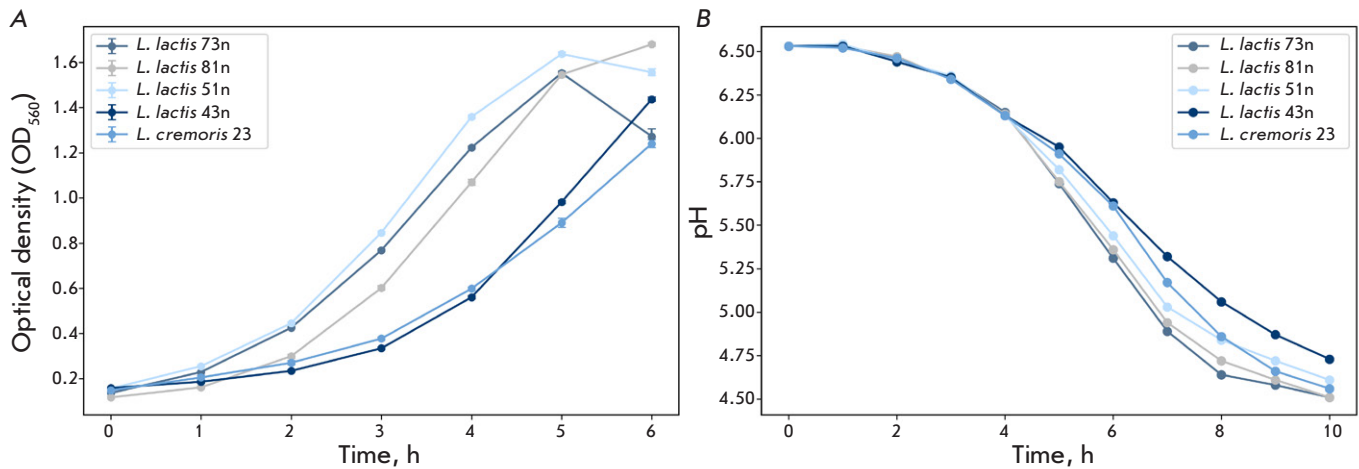 A
Optical density (OD560)
1.6
1.4
1.2
1.0
0.8
0.6
0.4
0.2
L. lactis 73n
L. lactis 81n
L. lactis 51n
L. lactis 43n
L. cremoris 23
0 1 2 3 4 5 6
Time, h
B
pH
6.50
6.25
6.00
5.75
5.50
5.25
5.00
4.75
4.50
L. lactis 73n
L. lactis 81n
L. lactis 51n
L. lactis 43n
L. cremoris 23
0 2 4 6 8 10
Time, h